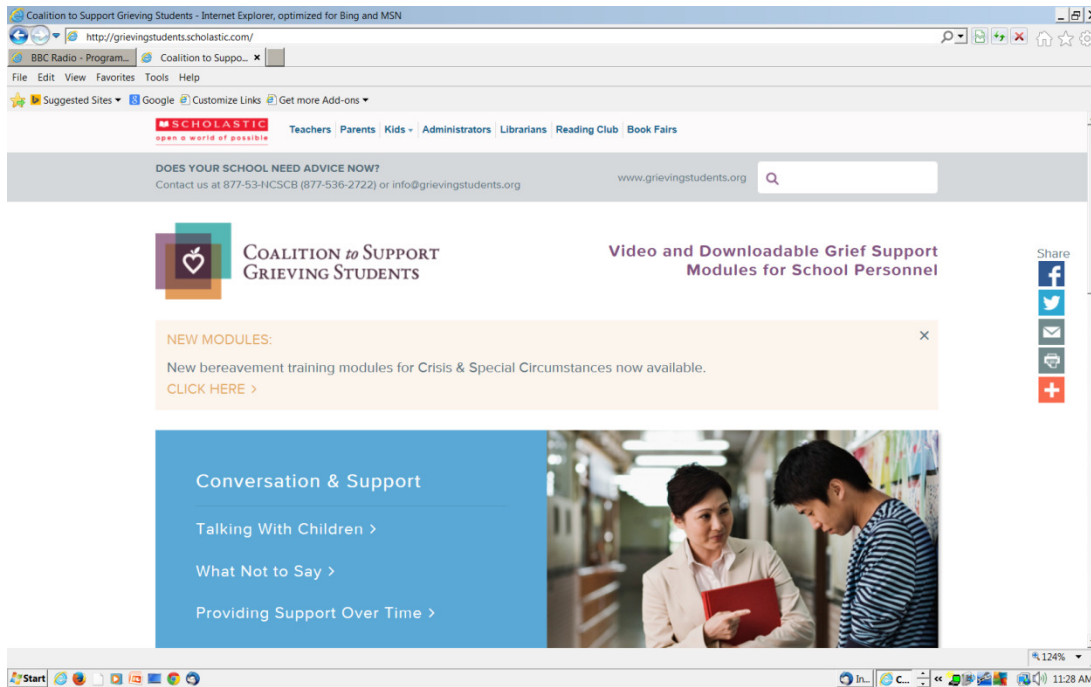 Coalition to Support Grieving Students - Internet Explorer, optimized for Bing and MSN
http://grievingstudents.scholastic.com/
BBC Radio - Program... Coalition to Suppo...
File Edit View Favorites Tools Help
Suggested Sites Google Customize Links Get more Add-ons
SCHOLASTIC
open a world of possible
Teachers Parents Kids Administrators Librarians Reading Club Book Fairs
DOES YOUR SCHOOL NEED ADVICE NOW?
Contact us at 877-53-NCSCB (877-536-2722) or info@grievingstudents.org
www.grievingstudents.org
COALITION to SUPPORT
GRIEVING STUDENTS
Video and Downloadable Grief Support
Modules for School Personnel
Share
NEW MODULES:
New bereavement training modules for Crisis & Special Circumstances now available.
CLICK HERE >
Conversation & Support
Talking With Children >
What Not to Say >
Providing Support Over Time >
124%
Start In... C... 11:28 AM